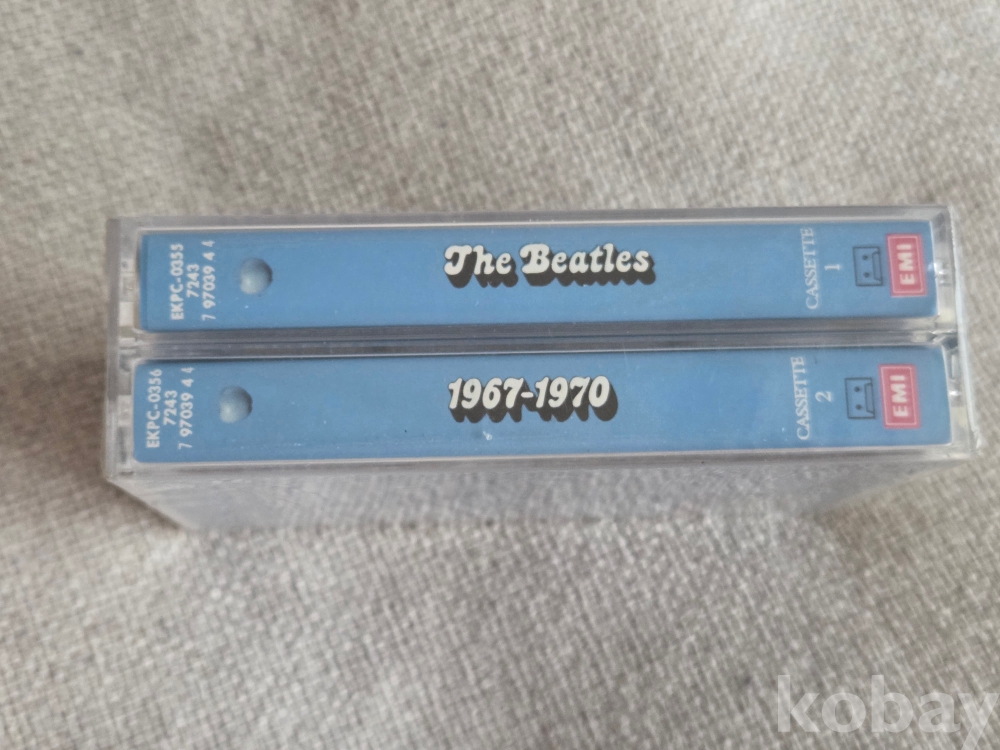 EKPC-0355
7243
7 97039 4 4
The Beatles
CASSETTE
1
EMI
EKPC-0356
7243
7 97039 4 4
1967-1970
CASSETTE
2
EMI
kobay